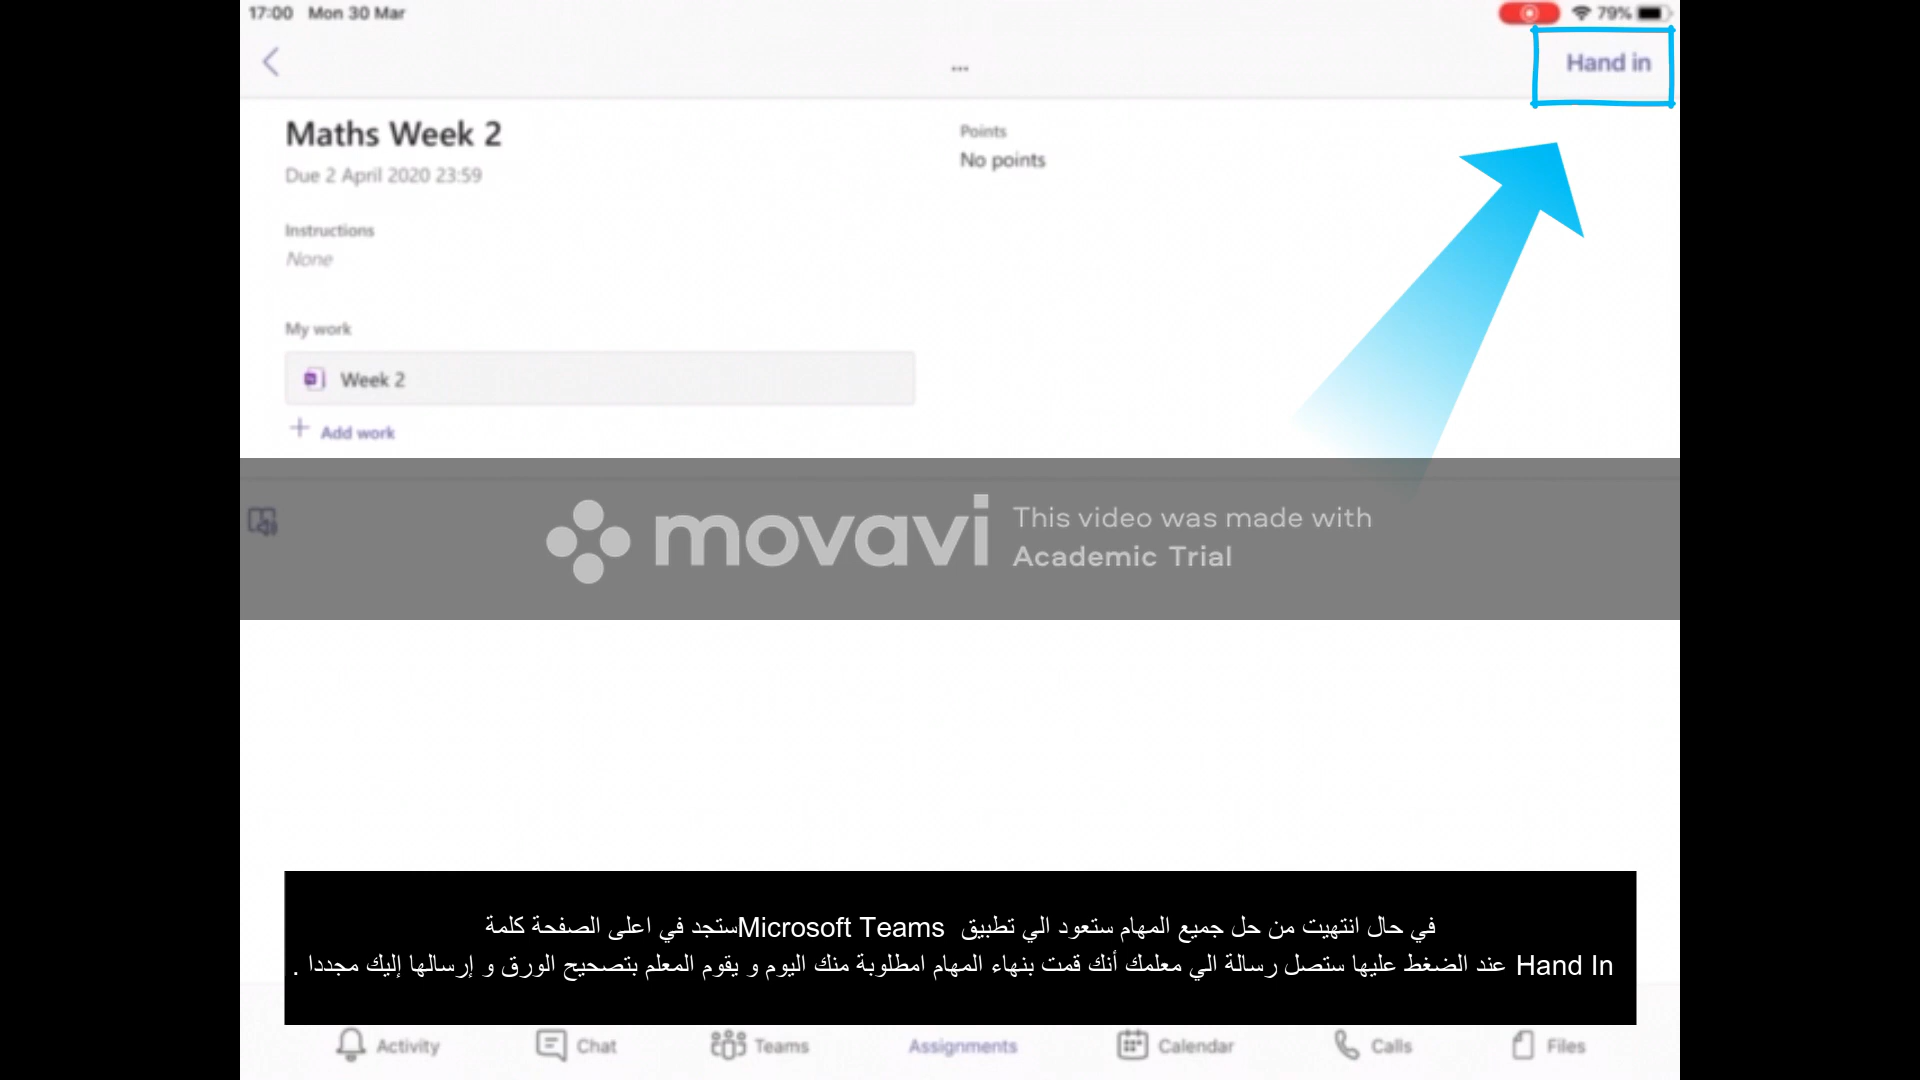 17:00 Mon 30 Mar
79%
...
Hand in
Maths Week 2
Due 2 April 2020 23:59
Points
No points
Instructions
None
My work
Week 2
+ Add work
movavi
This video was made with
Academic Trial
في حال انتهيت من حل جميع المهام ستعود الي تطبيق Microsoft Teamsستجد في اعلى الصفحة كلمة
Hand In عند الضغط عليها ستصل رسالة الي معلمك أنك قمت بنهاء المهام امطلوبة منك اليوم و يقوم المعلم بتصحيح الورق و إرسالها إليك مجددا .
Activity
Chat
Teams
Assignments
Calendar
Calls
Files